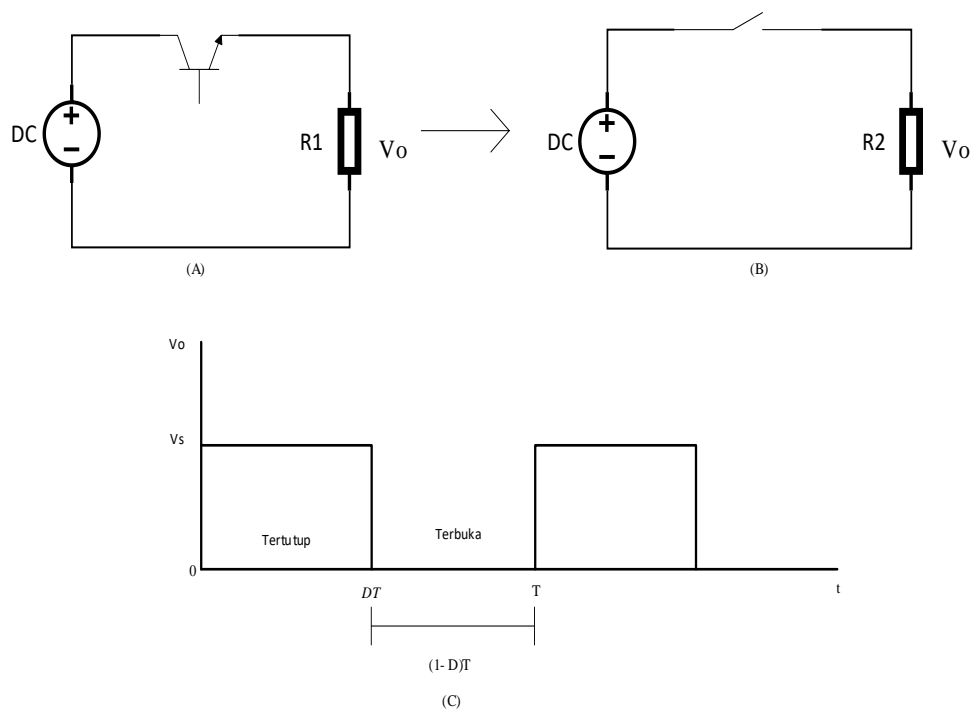 DC
+
−
R1
Vo
(A)
DC
+
−
R2
Vo
(B)
Vo
Vs
0
Tertutup
Terbuka
DT
T
t
(1- D)T
(C)